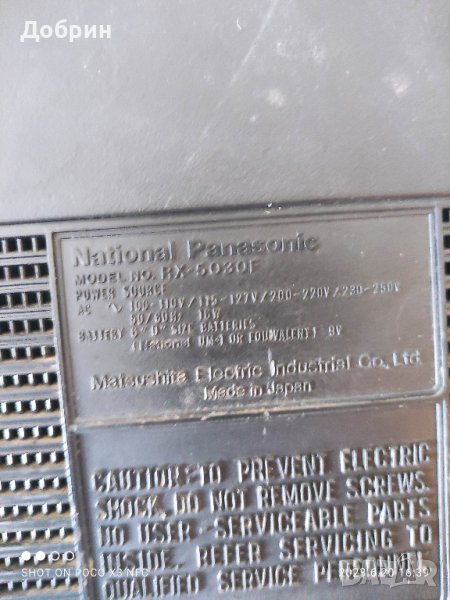 Добрин
National Panasonic
MODEL NO. RX-5030F
POWER SOURCE
AC ∿ 100-110V/115-127V/200-220V/230-250V
50/60Hz 16W
BATTERY 6 "D" SIZE BATTERIES
(National UM-1 OR EQUIVALENT) 9V
Matsushita Electric Industrial Co., Ltd.
Made in Japan
CAUTION: TO PREVENT ELECTRIC
SHOCK, DO NOT REMOVE SCREWS.
NO USER-SERVICEABLE PARTS
INSIDE. REFER SERVICING TO
QUALIFIED SERVICE PERSONNEL.
SHOT ON POCO X3 NFC
BAZAR